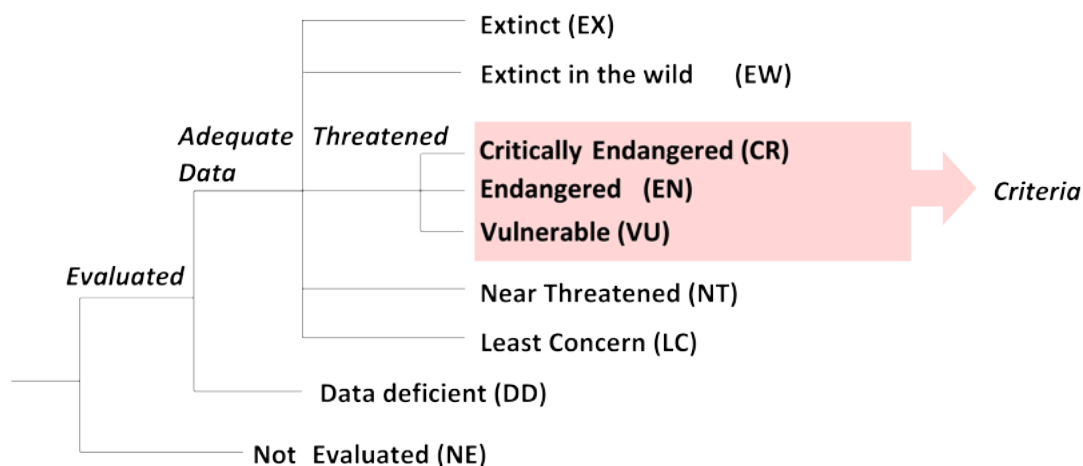 Extinct (EX)
Extinct in the wild (EW)
Adequate Data
Threatened
Critically Endangered (CR)
Endangered (EN)
Vulnerable (VU)
Criteria
Evaluated
Near Threatened (NT)
Least Concern (LC)
Data deficient (DD)
Not Evaluated (NE)